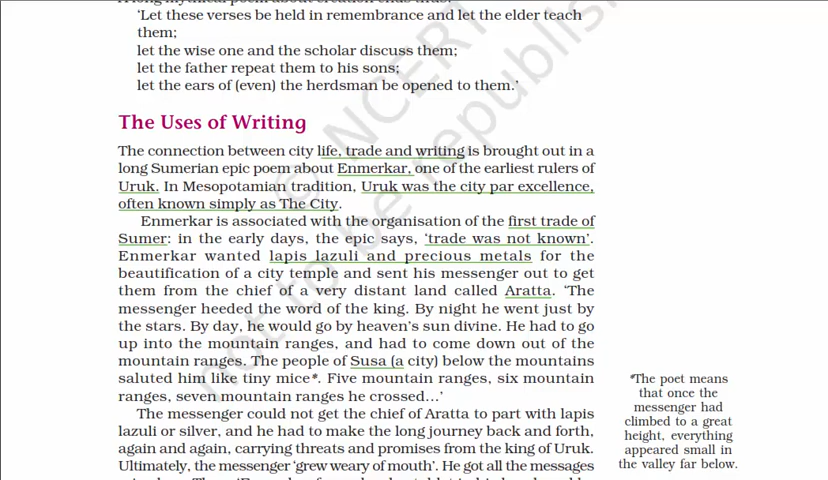 'Let these verses be held in remembrance and let the elder teach
them;
let the wise one and the scholar discuss them;
let the father repeat them to his sons;
let the ears of (even) the herdsman be opened to them.'
The Uses of Writing
The connection between city life, trade and writing is brought out in a
long Sumerian epic poem about Enmerkar, one of the earliest rulers of
Uruk. In Mesopotamian tradition, Uruk was the city par excellence,
often known simply as The City.
Enmerkar is associated with the organisation of the first trade of
Sumer: in the early days, the epic says, 'trade was not known'.
Enmerkar wanted lapis lazuli and precious metals for the
beautification of a city temple and sent his messenger out to get
them from the chief of a very distant land called Aratta. 'The
messenger heeded the word of the king. By night he went just by
the stars. By day, he would go by heaven's sun divine. He had to go
up into the mountain ranges, and had to come down out of the
mountain ranges. The people of Susa (a city) below the mountains
saluted him like tiny mice*. Five mountain ranges, six mountain
ranges, seven mountain ranges he crossed...'
The messenger could not get the chief of Aratta to part with lapis
lazuli or silver, and he had to make the long journey back and forth,
again and again, carrying threats and promises from the king of Uruk.
Ultimately, the messenger 'grew weary of mouth'. He got all the messages
*The poet means
that once the
messenger had
climbed to a great
height, everything
appeared small in
the valley far below.
© NCERT
not to be republis